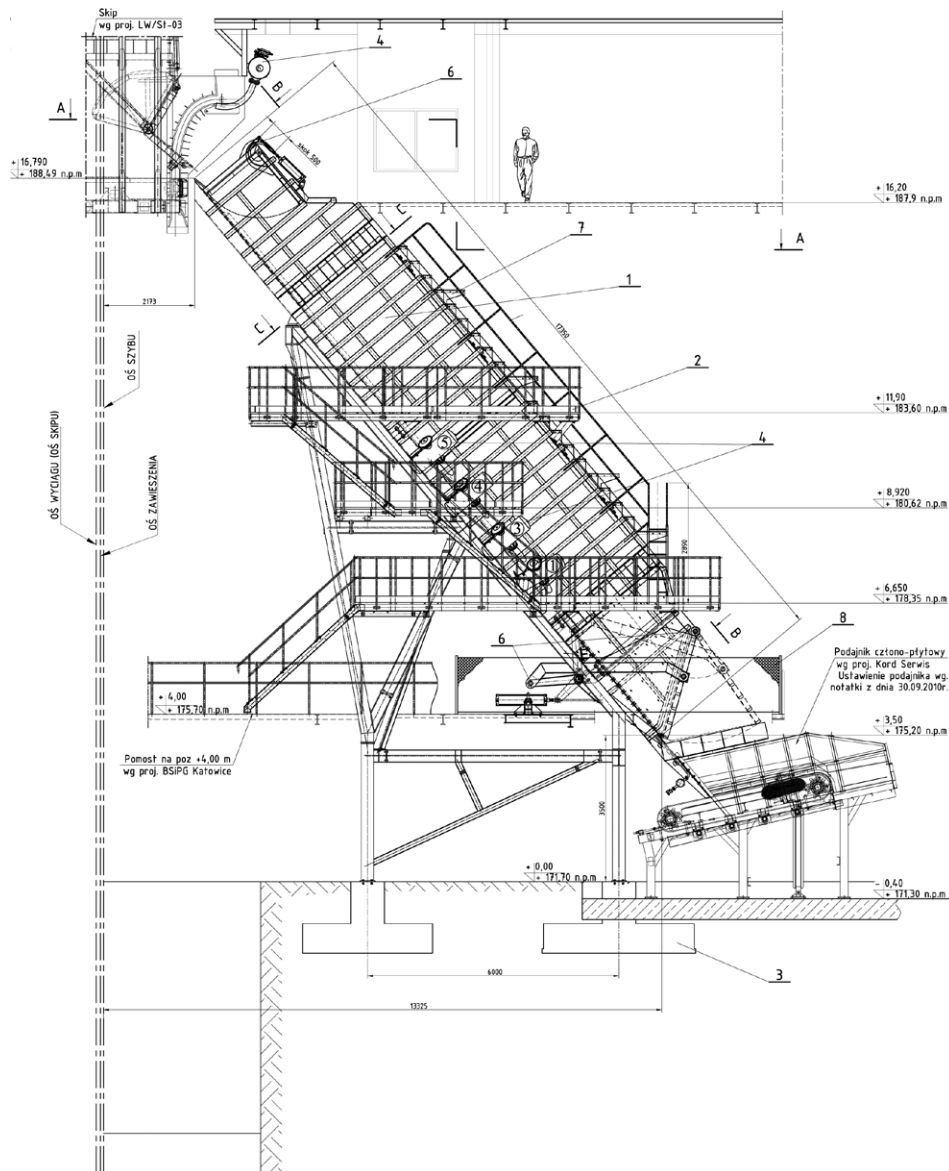 Skip
wg proj. LW/St-03
4
6
B
A
skok 500
+ 16,790
+ 188,49 n.p.m
+ 16,20
+ 187,9 n.p.m
C
7
A
1
2173
C
17350
OŚ SZYBU
2
+ 11,90
+ 183,60 n.p.m
OŚ WYCIĄGU (OŚ SKIPU)
OŚ ZAWIESZENIA
5
4
4
+ 8,920
+ 180,62 n.p.m
3
2890
1
+ 6,650
+ 178,35 n.p.m
B
8
6
Podajnik człono-płytowy
wg proj. Kord Serwis
Ustawienie podajnika wg.
notatki z dnia 30.09.2010r.
+ 4,00
+ 175,70 n.p.m
+ 3,50
+ 175,20 n.p.m
Pomost na poz +4,00 m
wg proj. BSiPG Katowice
3500
+ 0,00
+ 171,70 n.p.m
- 0,40
+ 171,30 n.p.m
6000
3
13325